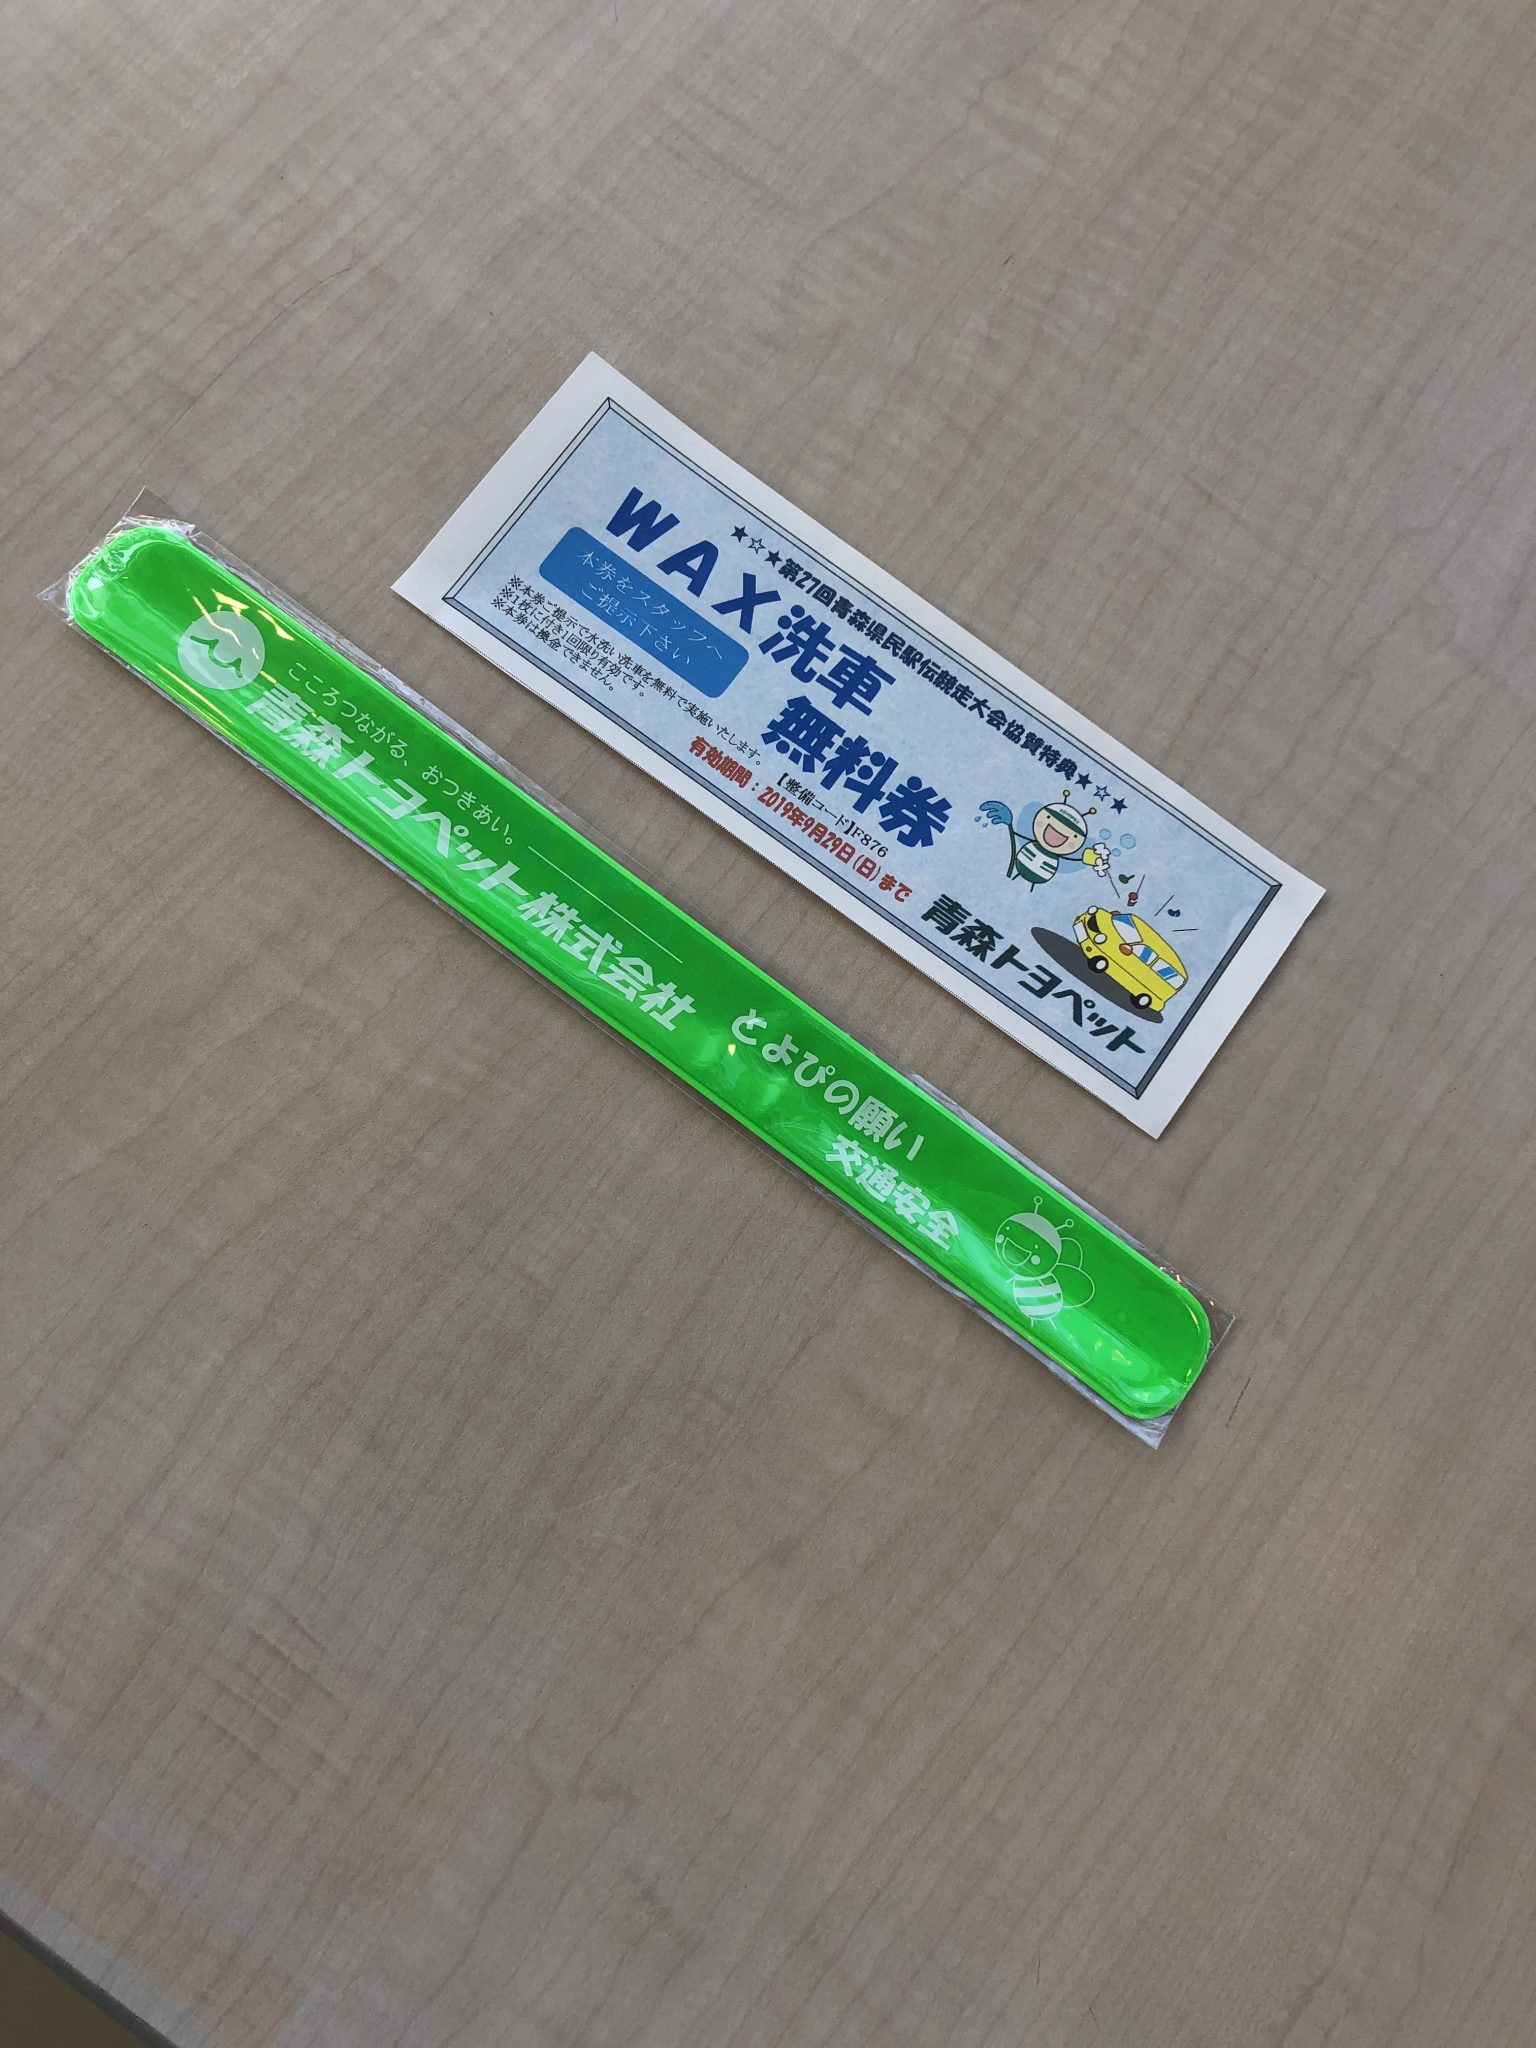 ★☆★第27回青森県民駅伝競走大会協賛特典★☆★
WAX洗車
無料券
本券をスタッフへ
ご提示下さい
※本券ご提示で水洗い洗車を無料で実施いたします。
※1枚に付き1回限り有効です。
※本券は換金できません。
【整備コード】F876
有効期間：2019年9月29日(日)まで
青森トヨペット
こころつながる、おつきあい。
青森トヨペット株式会社
とよぴの願い
交通安全